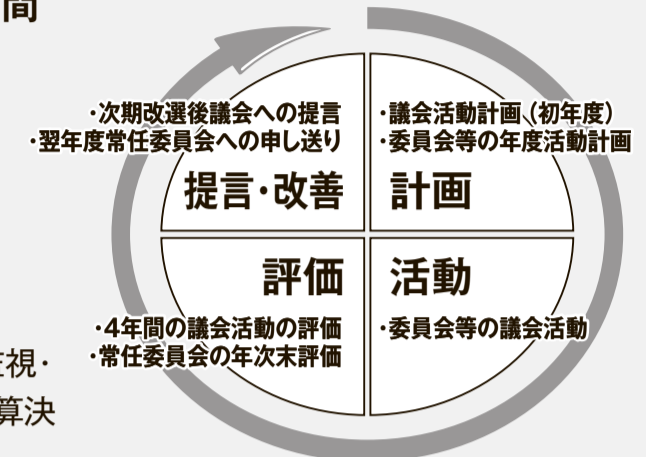 間
・次期改選後議会への提言
・翌年度常任委員会への申し送り
提言・改善
・議会活動計画（初年度）
・委員会等の年度活動計画
計画
評価
・4年間の議会活動の評価
・常任委員会の年次末評価
活動
・委員会等の議会活動
視・
算決